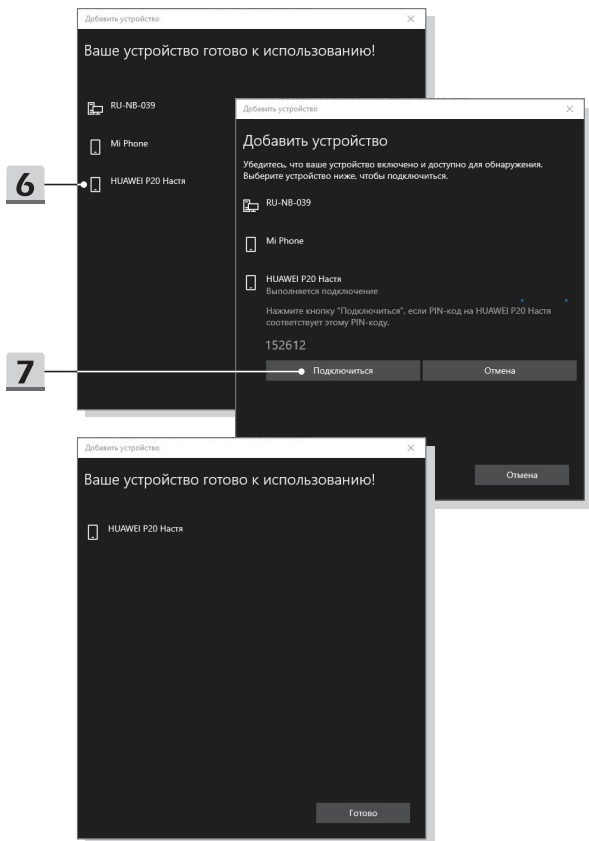 Добавить устройство
Ваше устройство готово к использованию!
RU-NB-039
Mi Phone
6
HUAWEI P20 Настя
Добавить устройство
Добавить устройство
Убедитесь, что ваше устройство включено и доступно для обнаружения.
Выберите устройство ниже, чтобы подключиться.
RU-NB-039
Mi Phone
HUAWEI P20 Настя
Выполняется подключение
Нажмите кнопку "Подключиться", если PIN-код на HUAWEI P20 Настя
соответствует этому PIN-коду.
152612
7
Подключиться
Отмена
Отмена
Добавить устройство
Ваше устройство готово к использованию!
HUAWEI P20 Настя
Готово